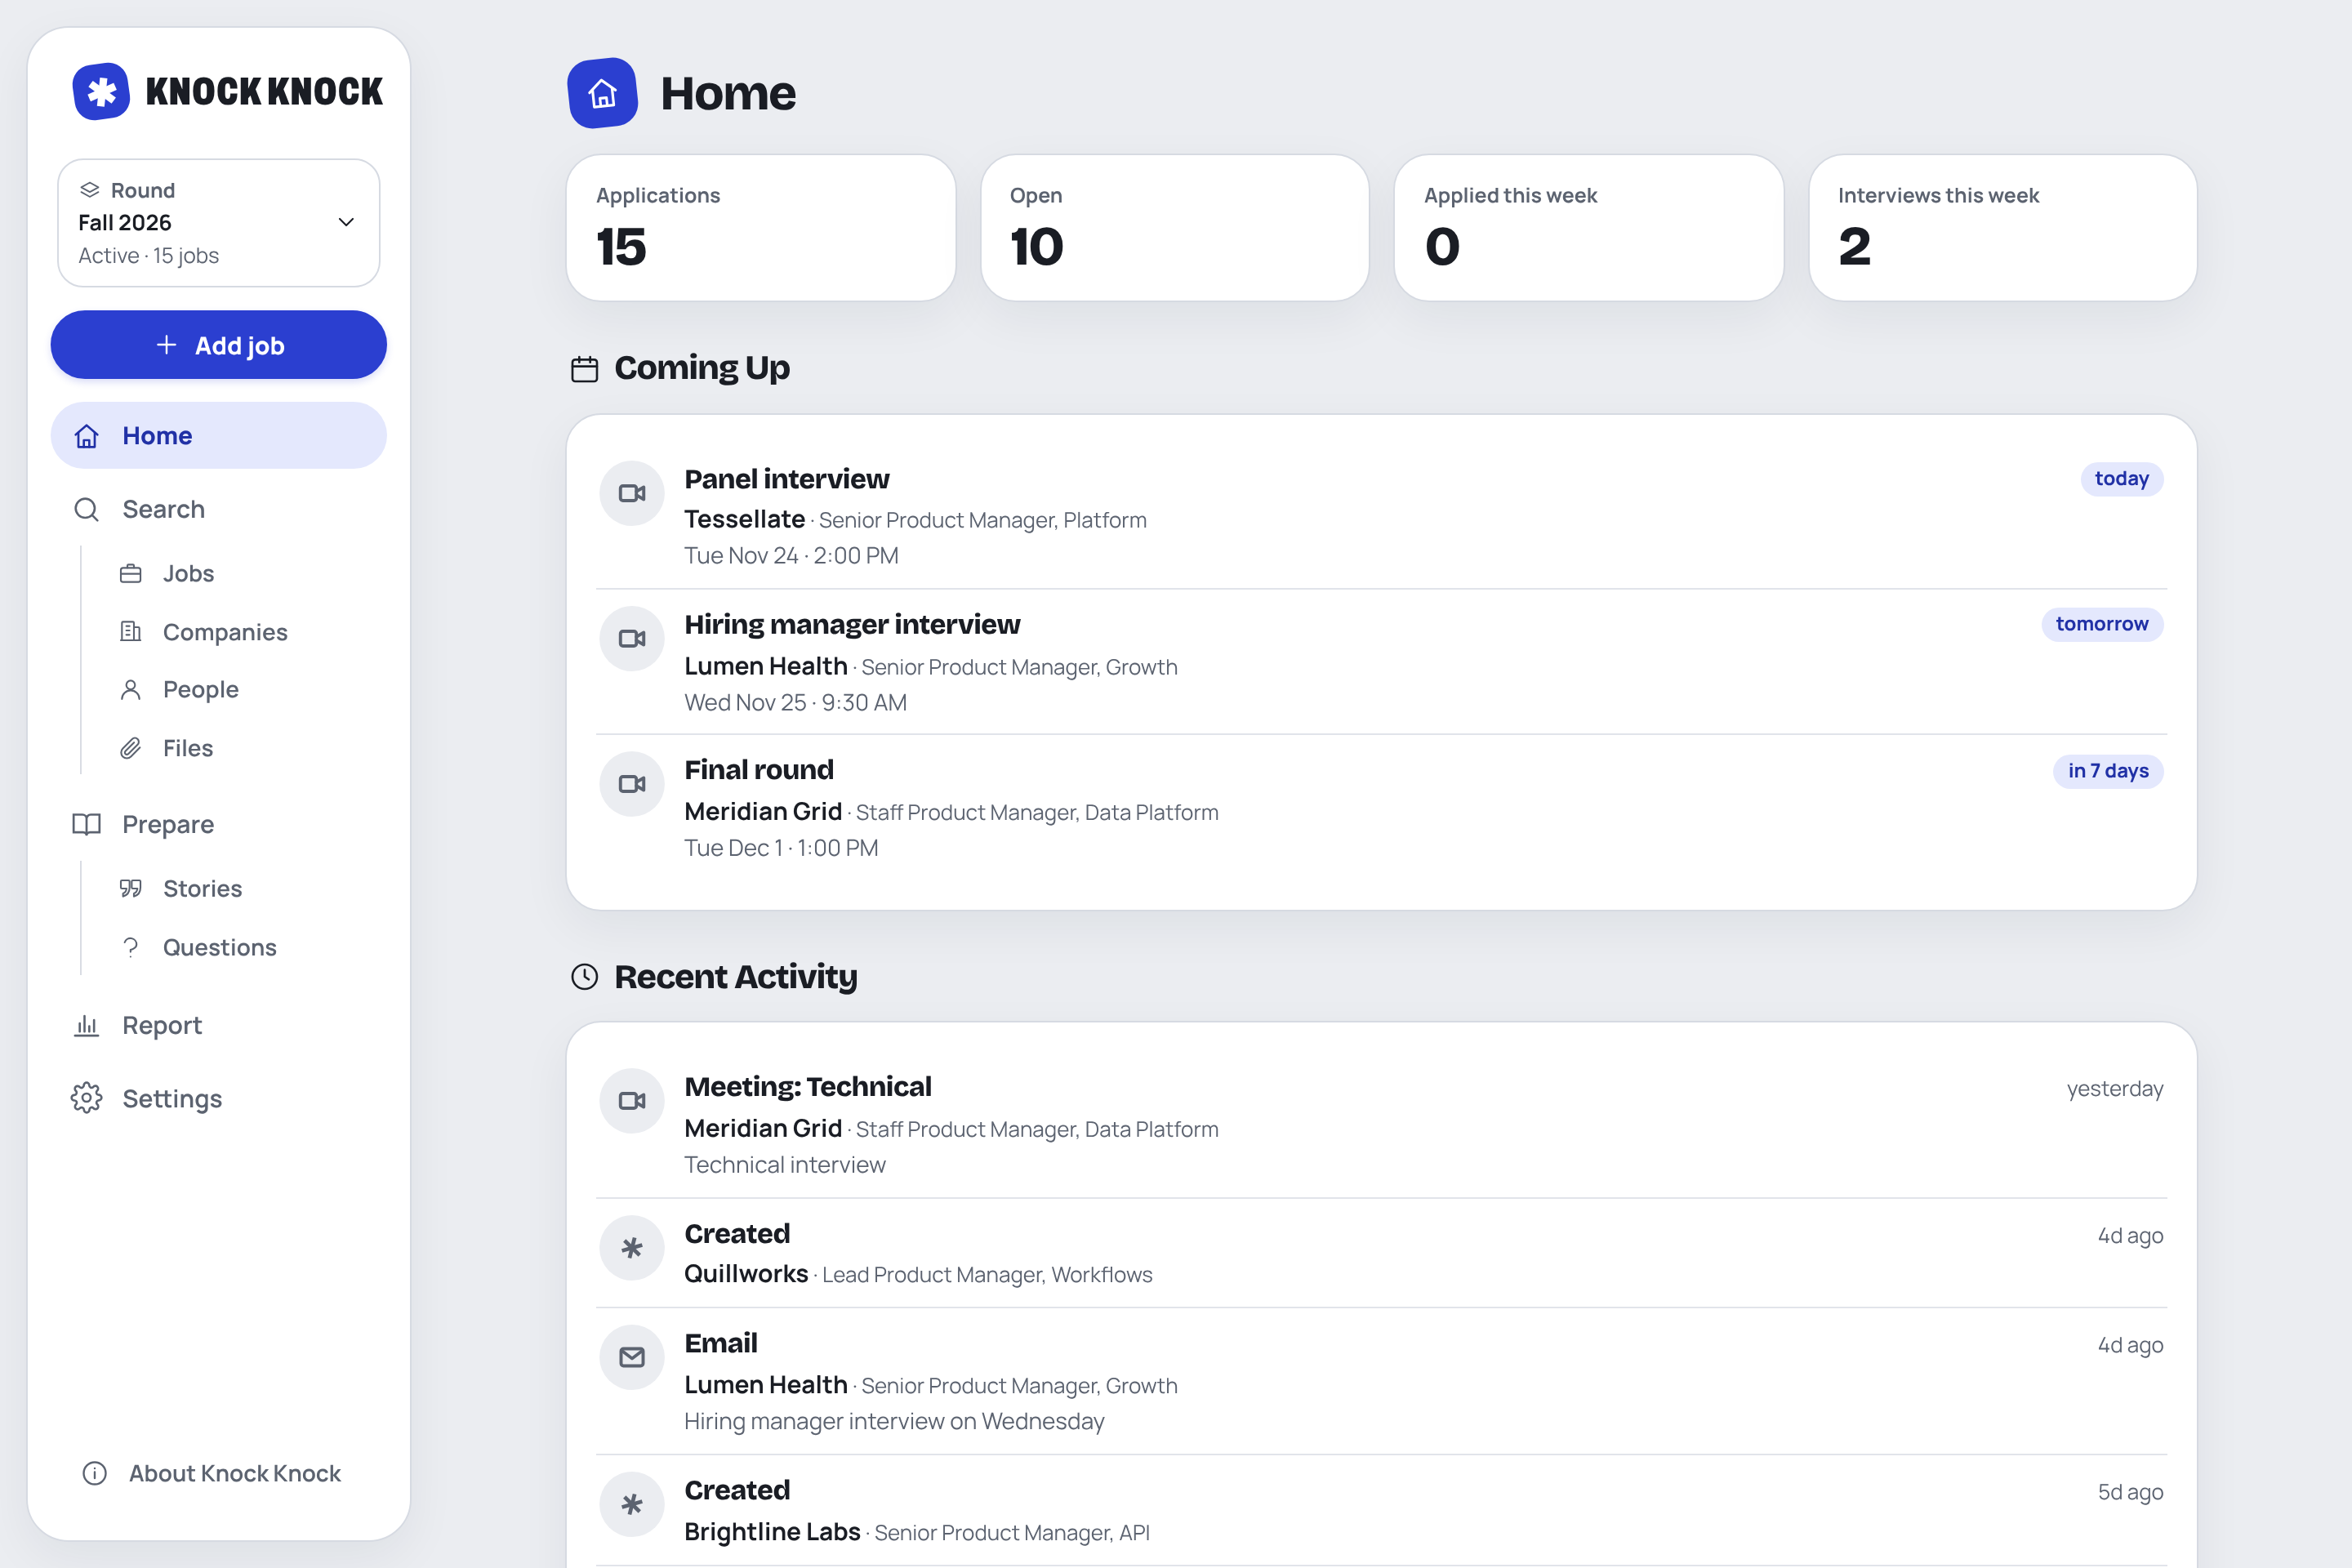 KNOCK KNOCK
Round
Fall 2026
Active · 15 jobs
Add job
Home
Search
Jobs
Companies
People
Files
Prepare
Stories
Questions
Report
Settings
About Knock Knock
Home
Applications
15
Open
10
Applied this week
0
Interviews this week
2
Coming Up
Panel interview
today
Tessellate · Senior Product Manager, Platform
Tue Nov 24 · 2:00 PM
Hiring manager interview
tomorrow
Lumen Health · Senior Product Manager, Growth
Wed Nov 25 · 9:30 AM
Final round
in 7 days
Meridian Grid · Staff Product Manager, Data Platform
Tue Dec 1 · 1:00 PM
Recent Activity
Meeting: Technical
yesterday
Meridian Grid · Staff Product Manager, Data Platform
Technical interview
Created
4d ago
Quillworks · Lead Product Manager, Workflows
Email
4d ago
Lumen Health · Senior Product Manager, Growth
Hiring manager interview on Wednesday
Created
5d ago
Brightline Labs · Senior Product Manager, API